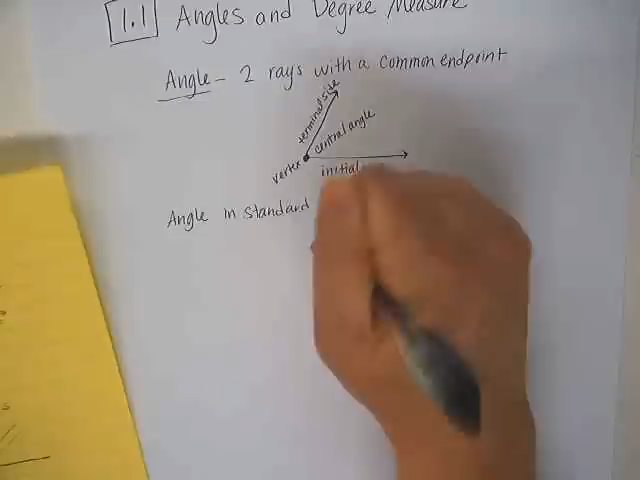 1.1 Angles and Degree Measure
Angle - 2 rays with a common endpoint
terminal side
central angle
vertex
initial
Angle in standard